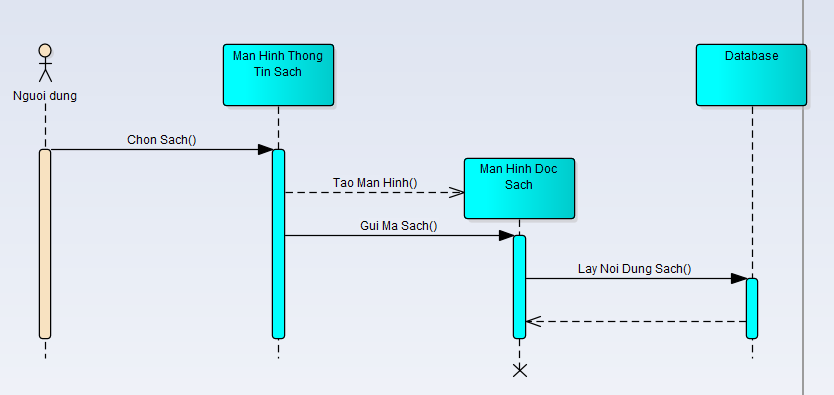 Man Hinh Thong
Tin Sach
Database
Nguoi dung
Chon Sach()
Man Hinh Doc
Sach
Tao Man Hinh()
Gui Ma Sach()
Lay Noi Dung Sach()